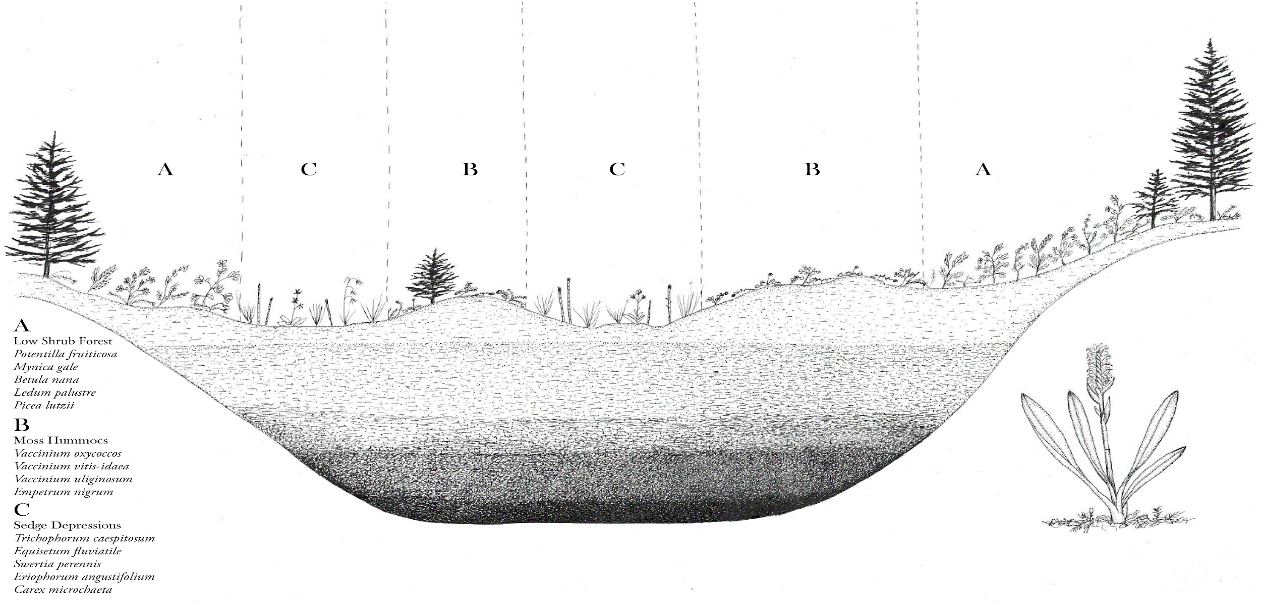 A C B C B A
A
Low Shrub Forest
Potentilla fruiticosa
Myrica gale
Betula nana
Ledum palustre
Picea lutzii
B
Moss Hummocs
Vaccinium oxycoccos
Vaccinium vitis-idaea
Vaccinium uliginosum
Empetrum nigrum
C
Sedge Depressions
Trichophorum caespitosum
Equisetum fluviatile
Swertia perennis
Eriophorum angustifolium
Carex microchaeta